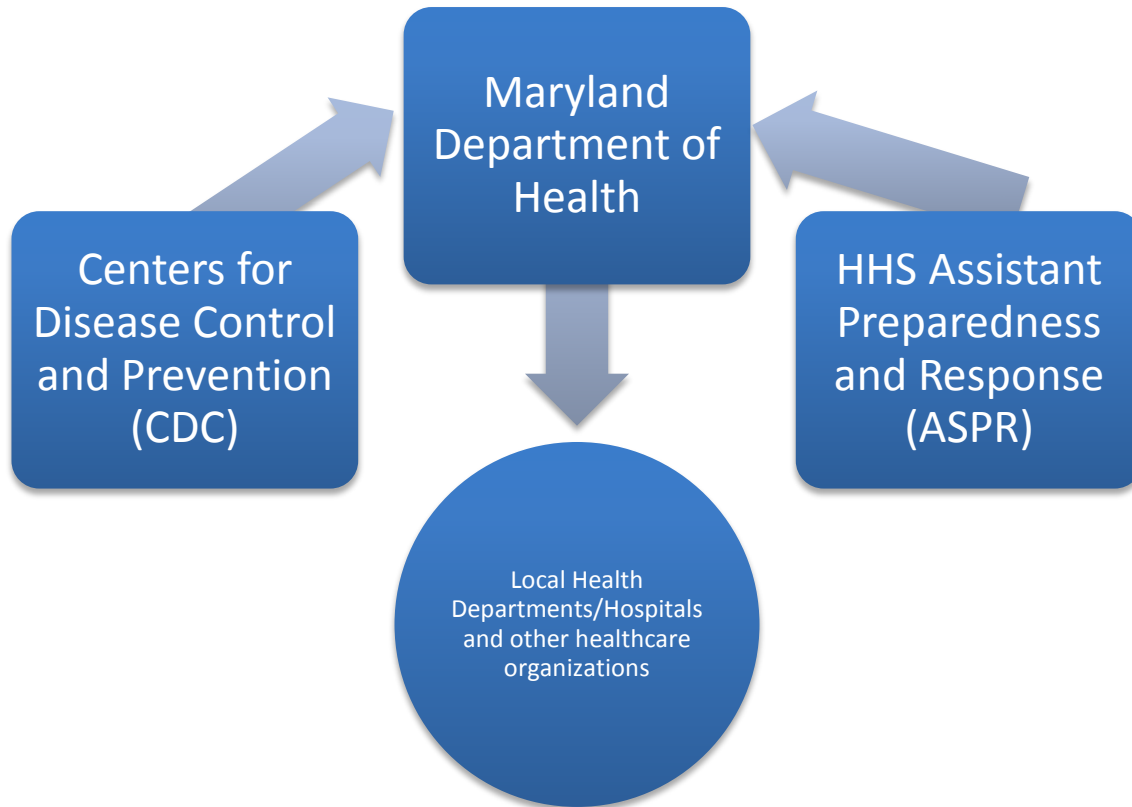 Maryland
Department of
Health
Centers for
Disease Control
and Prevention
(CDC)
HHS Assistant
Preparedness
and Response
(ASPR)
Local Health
Departments/Hospitals
and other healthcare
organizations